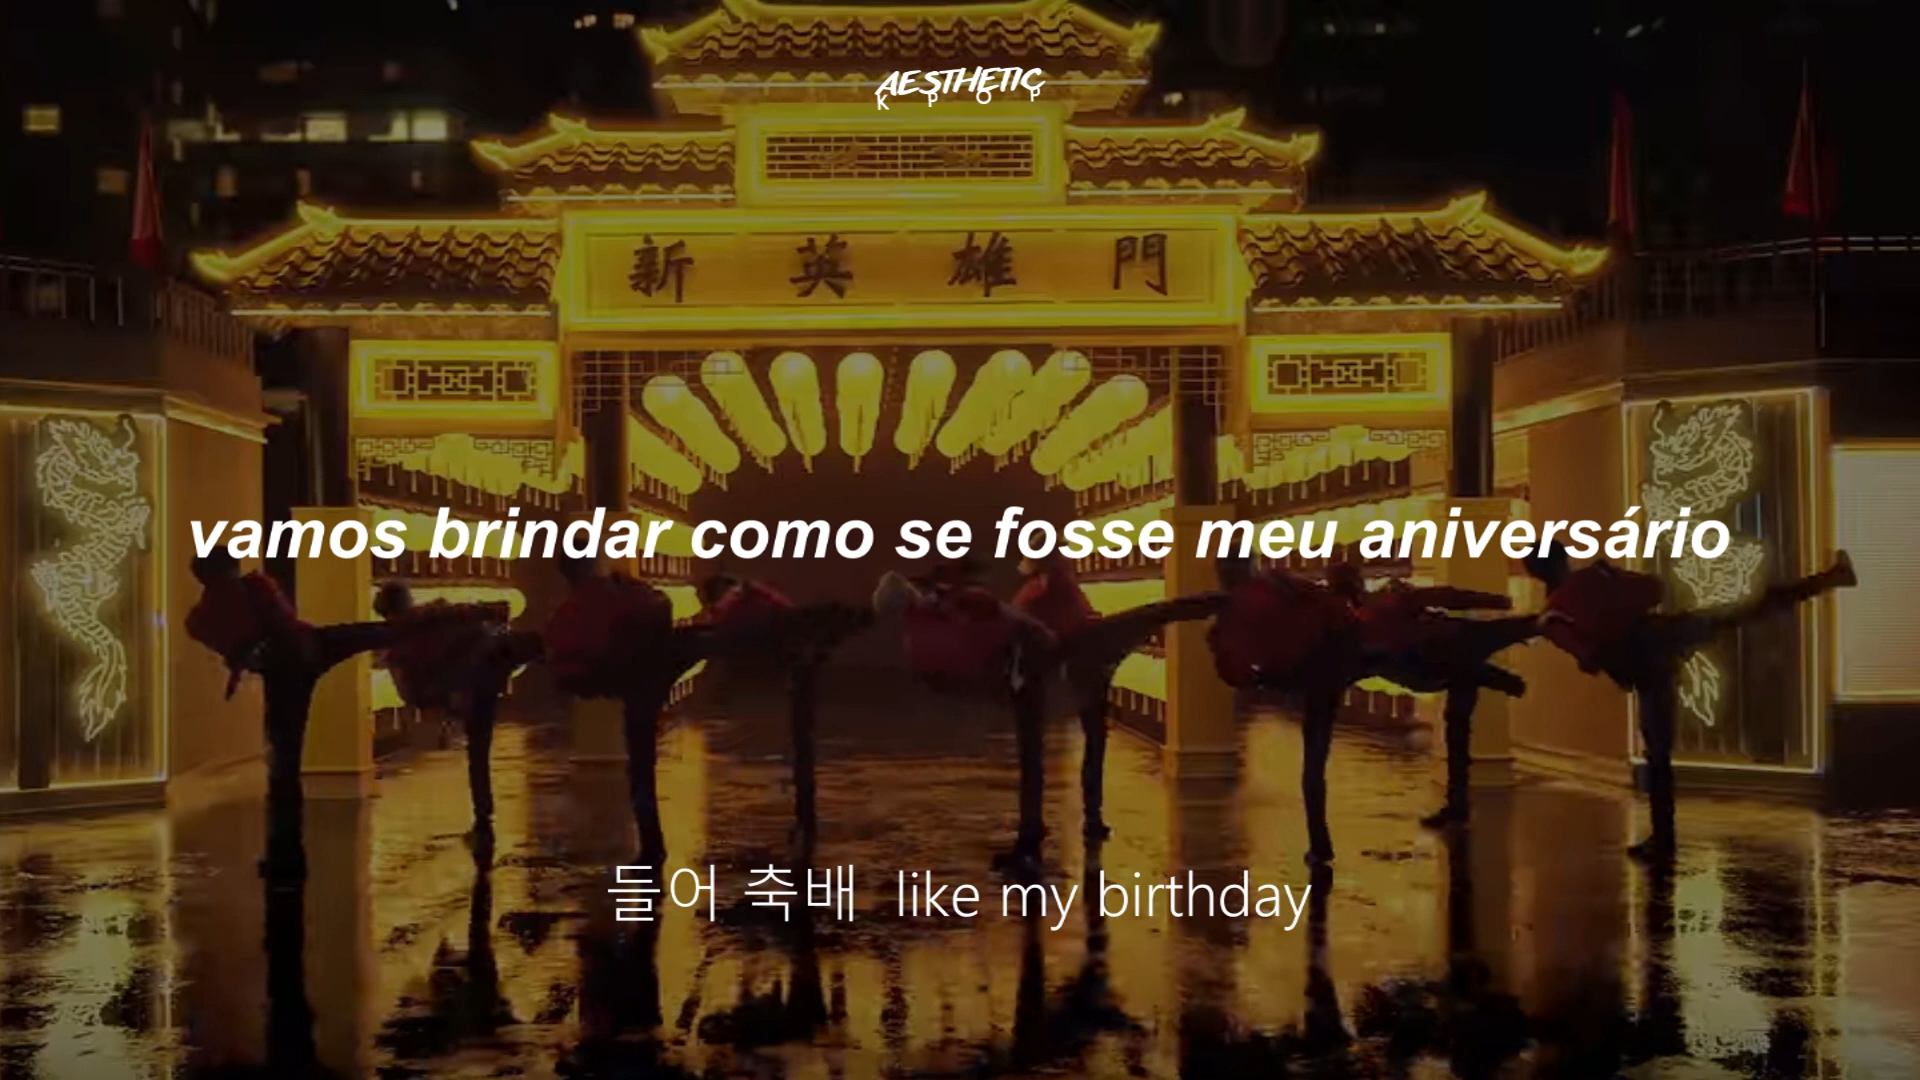 AESTHETIC
K P O P
新 英 雄 門
vamos brindar como se fosse meu aniversário
들어 축배 like my birthday